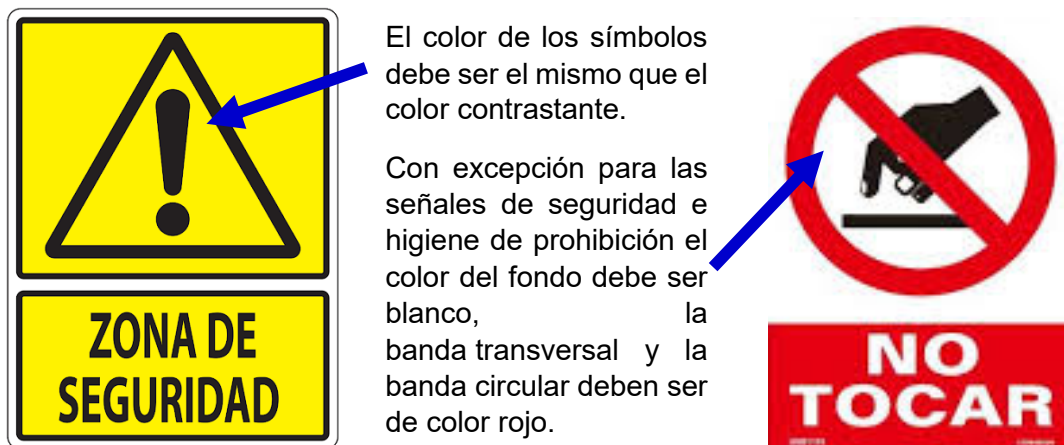 ZONA DE
SEGURIDAD
El color de los símbolos
debe ser el mismo que el
color contrastante.
Con excepción para las
señales de seguridad e
higiene de prohibición el
color del fondo debe ser
blanco, la
banda transversal y la
banda circular deben ser
de color rojo.
NO
TOCAR